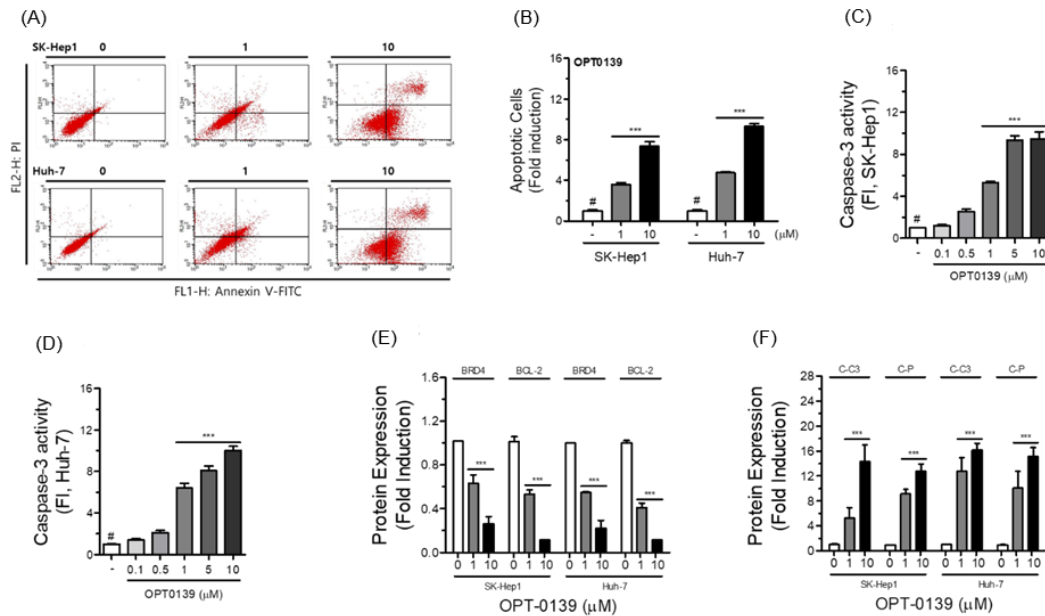 (A)
SK-Hep1 0 1 10
Huh-7 0 1 10
FL2-H: PI
FL1-H: Annexin V-FITC
(B)
OPT0139
Apoptotic Cells
(Fold induction)
16
12
8
4
0
#
***
#
***
- 1 10 - 1 10 (μM)
SK-Hep1 Huh-7
(C)
Caspase-3 activity
(FI, SK-Hep1)
16
12
8
4
0
#
***
- 0.1 0.5 1 5 10
OPT0139 (μM)
(D)
Caspase-3 activity
(FI, Huh-7)
16
12
8
4
0
#
***
- 0.1 0.5 1 5 10
OPT0139 (μM)
(E)
BRD4 BCL-2 BRD4 BCL-2
Protein Expression
(Fold Induction)
1.6
1.2
0.8
0.4
0.0
*** *** *** ***
0 1 10 0 1 10 0 1 10 0 1 10
SK-Hep1 Huh-7
OPT-0139 (μM)
(F)
C-C3 C-P C-C3 C-P
Protein Expression
(Fold Induction)
28
24
20
16
12
8
4
0
*** *** *** ***
0 1 10 0 1 10 0 1 10 0 1 10
SK-Hep1 Huh-7
OPT-0139 (μM)